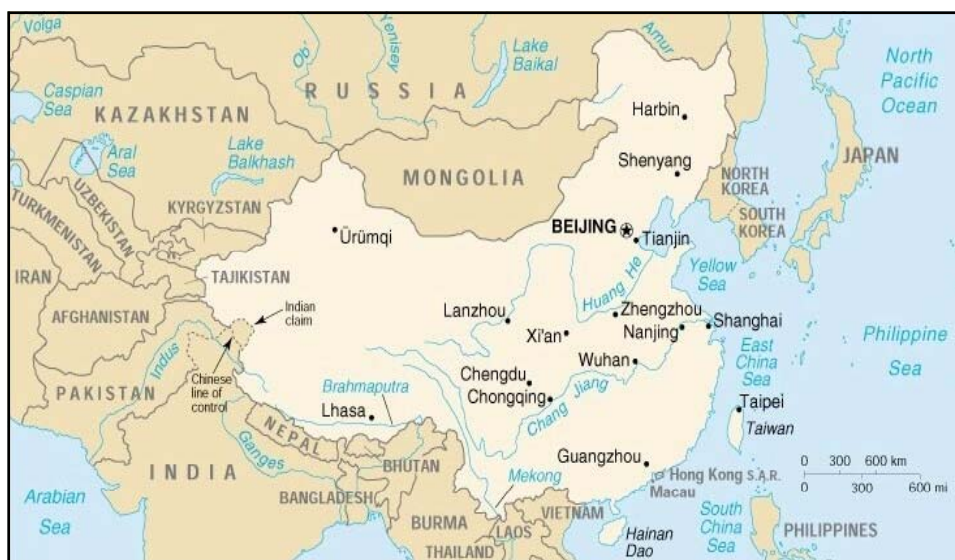 Volga
Ob'
Yenisey
Amur
Lake
Baikal
North
Pacific
Ocean
RUSSIA
Caspian
Sea
KAZAKHSTAN
Harbin
Aral
Sea
Lake
Balkhash
JAPAN
Shenyang
MONGOLIA
NORTH
KOREA
UZBEKISTAN
TURKMENISTAN
KYRGYZSTAN
SOUTH
KOREA
BEIJING
Ürümqi
Tianjin
IRAN
TAJIKISTAN
Yellow
Sea
Huang He
Indian
claim
Lanzhou
Zhengzhou
AFGHANISTAN
Nanjing
Shanghai
Xi'an
Philippine
Sea
East
China
Sea
Indus
Wuhan
Chinese
line of
control
Chengdu
PAKISTAN
Brahmaputra
Chongqing
Chang Jiang
Taipei
Lhasa
Taiwan
NEPAL
Ganges
Guangzhou
INDIA
BHUTAN
0 300 600 km
Hong Kong S.A.R.
Mekong
Macau
0 300 600 mi
Arabian
Sea
BANGLADESH
VIETNAM
South
China
Sea
BURMA
LAOS
PHILIPPINES
Hainan
Dao
THAILAND